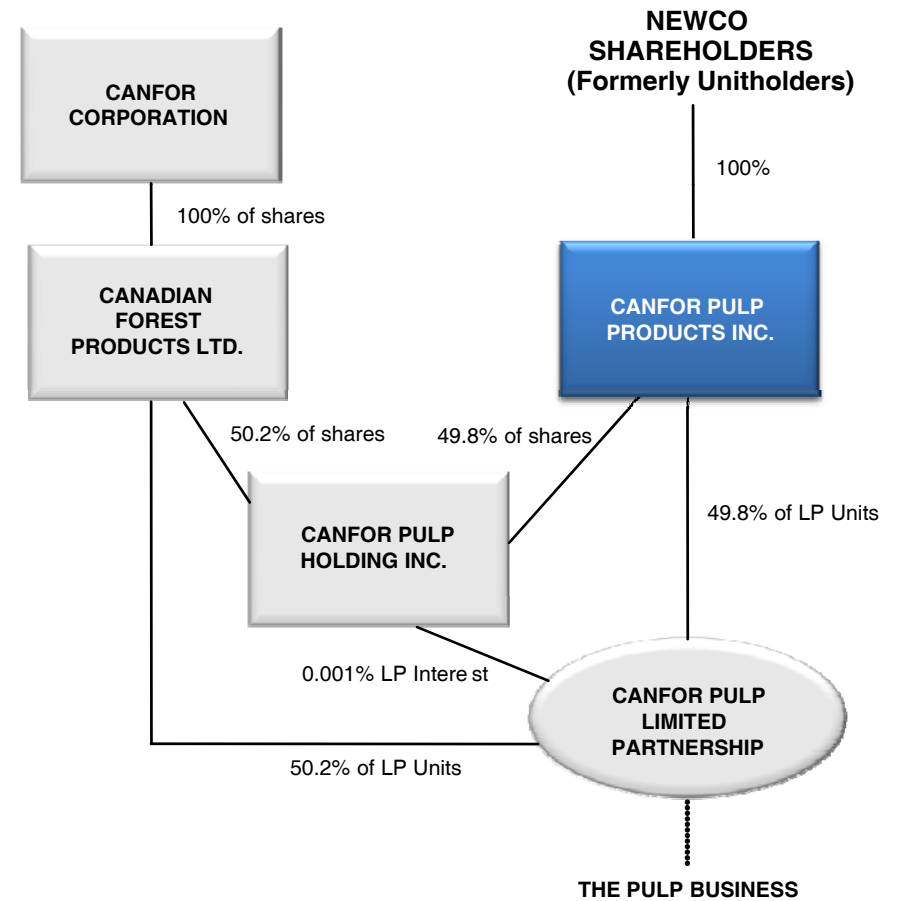 NEWCO
SHAREHOLDERS
(Formerly Unitholders)
CANFOR
CORPORATION
100%
100% of shares
CANADIAN
FOREST
PRODUCTS LTD.
CANFOR PULP
PRODUCTS INC.
50.2% of shares
49.8% of shares
49.8% of LP Units
CANFOR PULP
HOLDING INC.
0.001% LP Intere st
CANFOR PULP
LIMITED
PARTNERSHIP
50.2% of LP Units
THE PULP BUSINESS